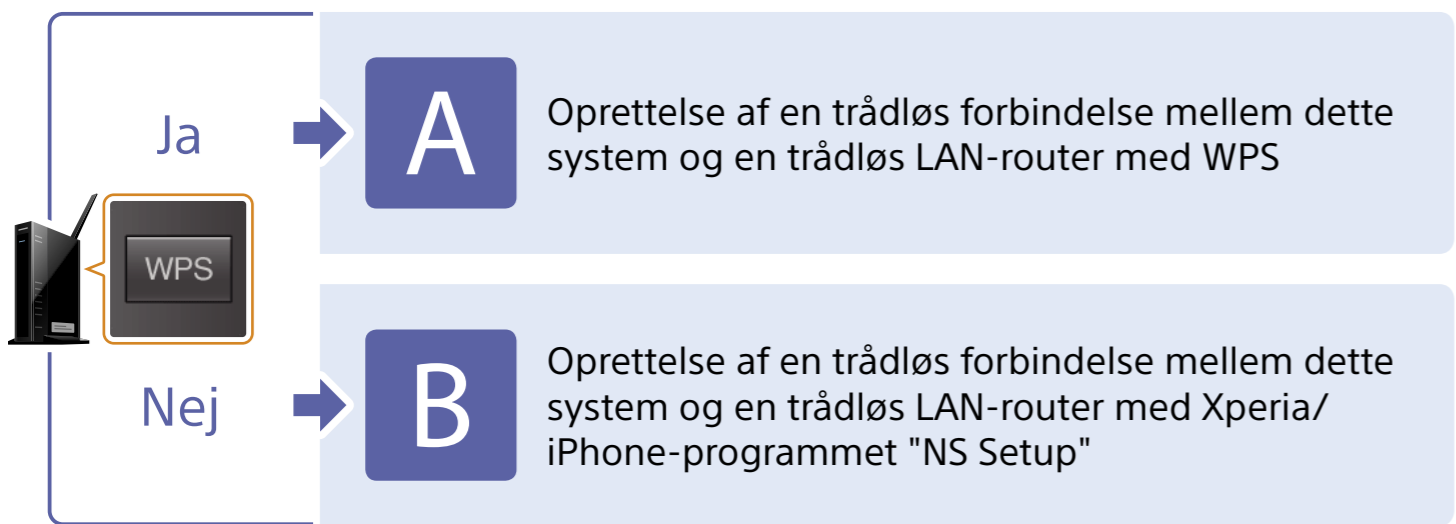 Ja
A
Oprettelse af en trådløs forbindelse mellem dette
system og en trådløs LAN-router med WPS
WPS
Nej
B
Oprettelse af en trådløs forbindelse mellem dette
system og en trådløs LAN-router med Xperia/
iPhone-programmet "NS Setup"